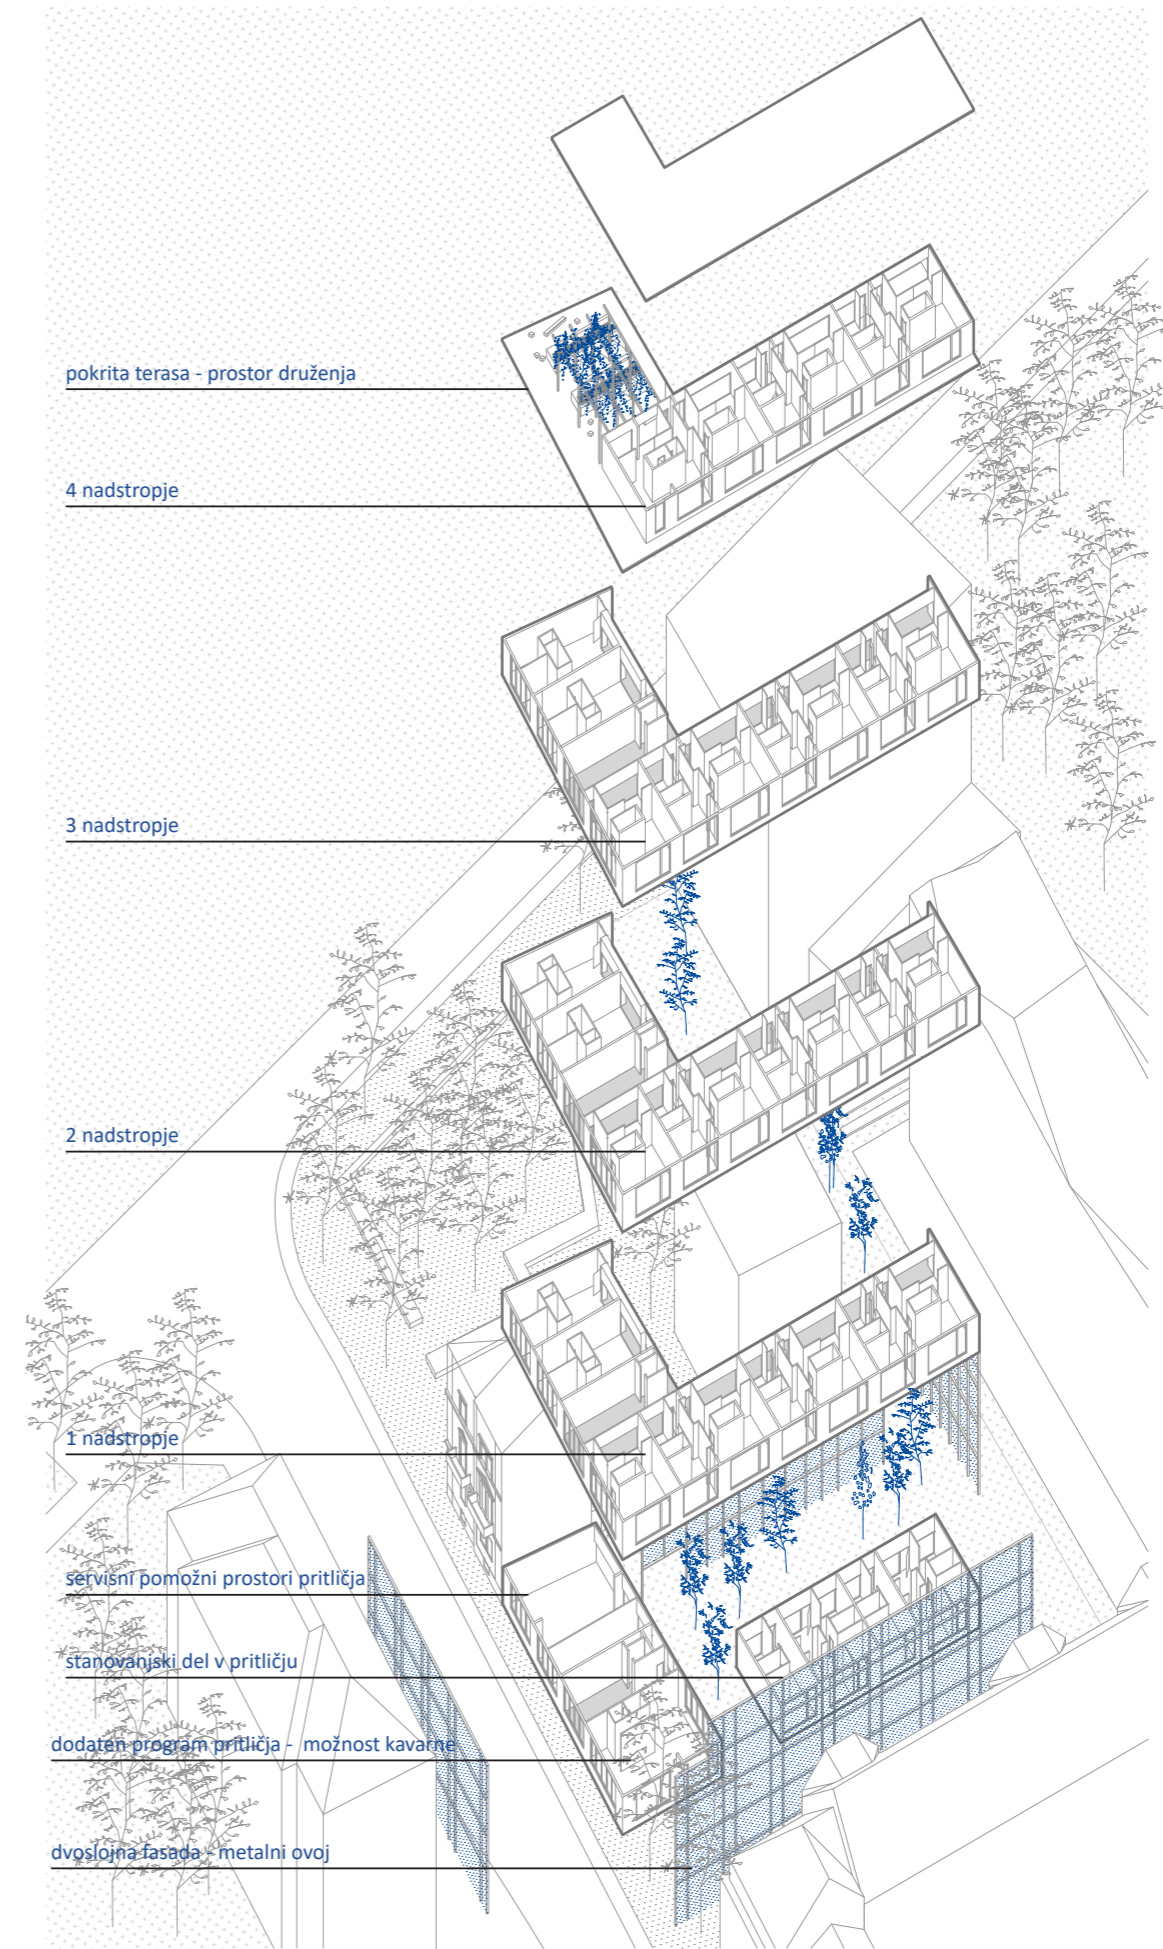 pokrita terasa - prostor druženja
4 nadstropje
3 nadstropje
2 nadstropje
1 nadstropje
servisni pomožni prostori pritličja
stanovanjski del v pritličju
dodaten program pritličja - možnost kavarne
dvoslojna fasada - metalni ovoj